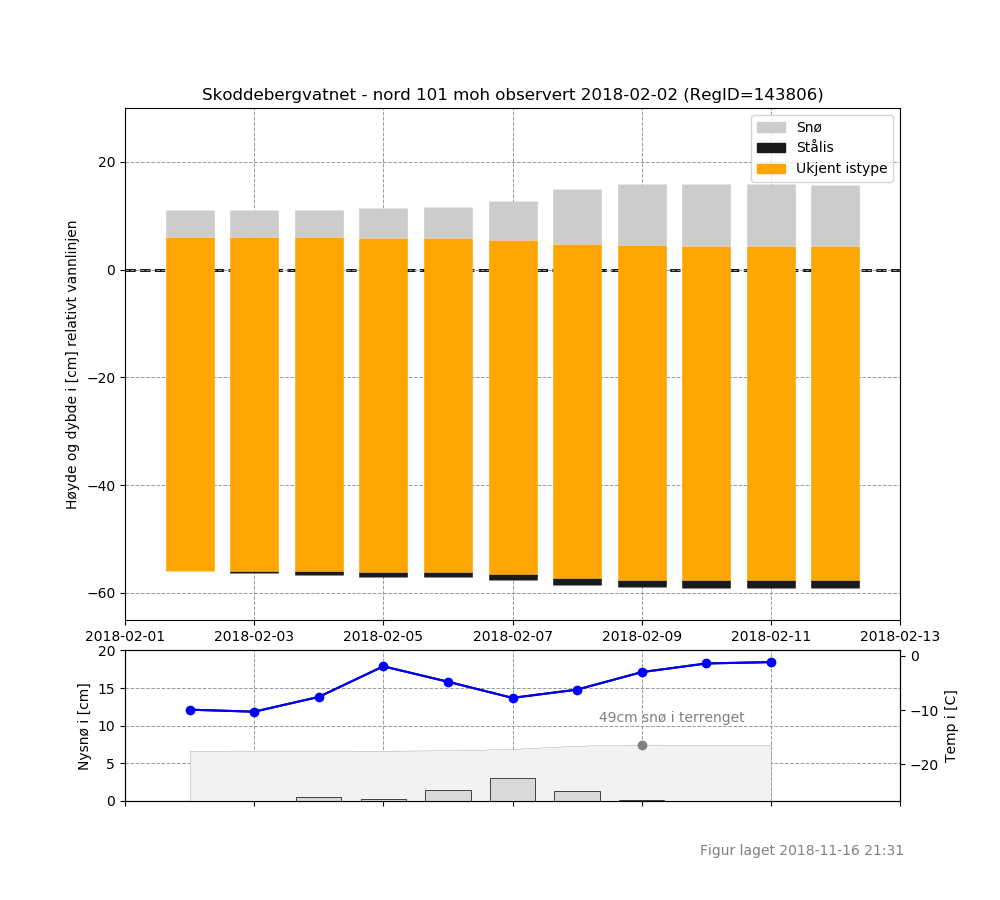 Skoddebergvatnet - nord 101 moh observert 2018-02-02 (RegID=143806)
Snø
Stålis
Ukjent istype
Høyde og dybde i [cm] relativt vannlinjen
20
0
−20
−40
−60
2018-02-01 2018-02-03 2018-02-05 2018-02-07 2018-02-09 2018-02-11 2018-02-13
Nysnø i [cm]
20
15
10
5
0
49cm snø i terrenget
0
−10
−20
Temp i [C]
Figur laget 2018-11-16 21:31